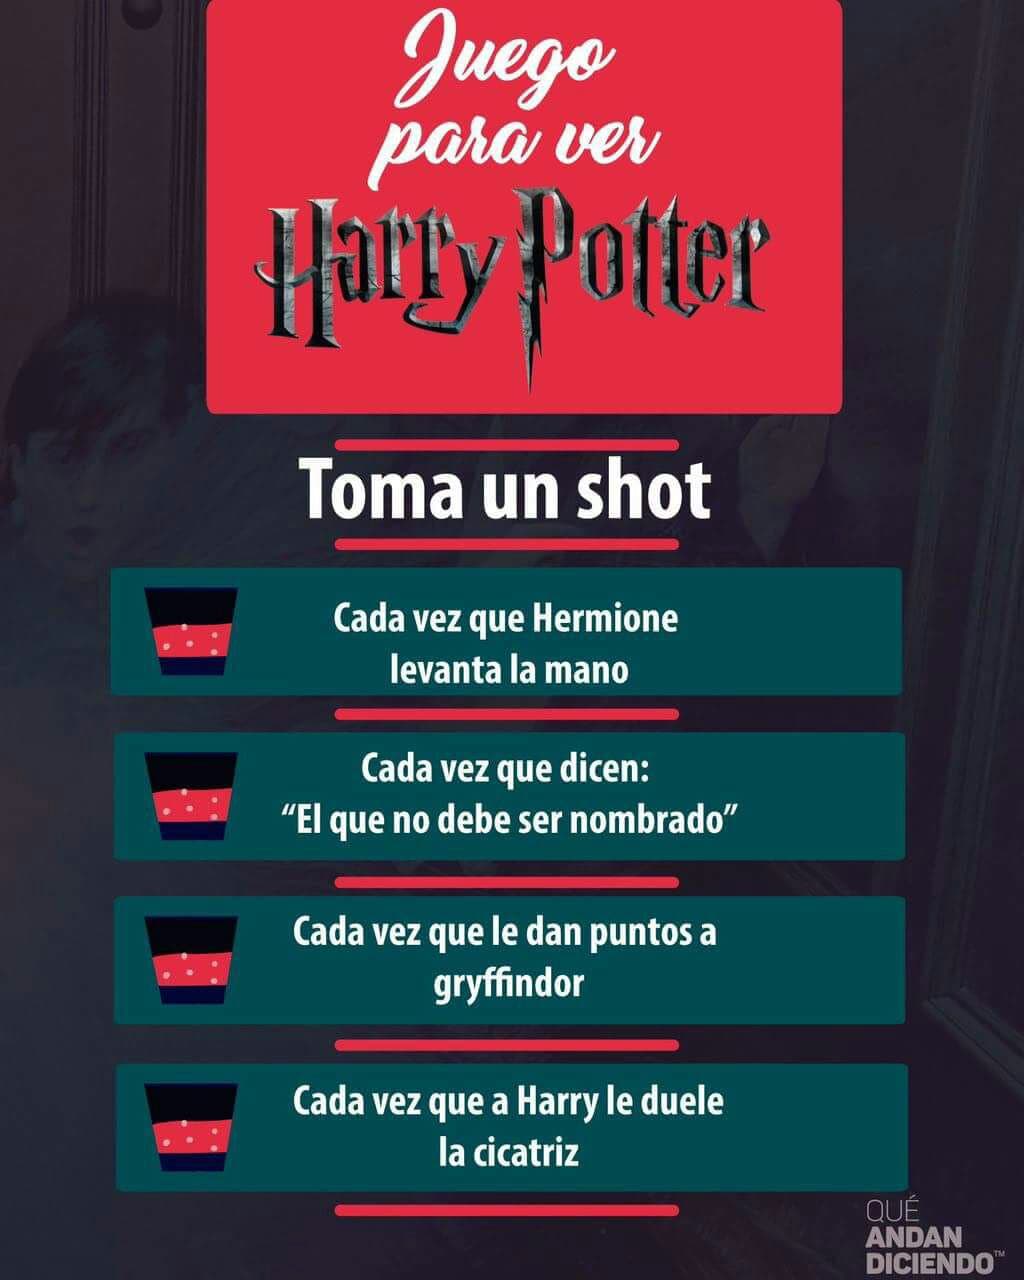 Juego
para ver
Harry Potter
Toma un shot
Cada vez que Hermione
levanta la mano
Cada vez que dicen:
“El que no debe ser nombrado”
Cada vez que le dan puntos a
gryffindor
Cada vez que a Harry le duele
la cicatriz
QUÉ
ANDAN
DICIENDO™